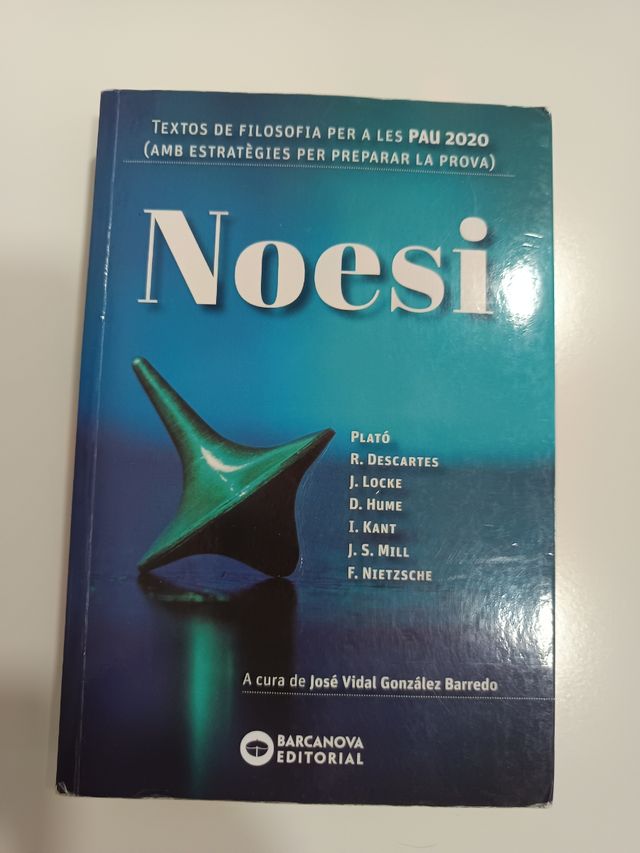 TEXTOS DE FILOSOFIA PER A LES PAU 2020
(AMB ESTRATÈGIES PER PREPARAR LA PROVA)
Noesi
PLATÓ
R. DESCARTES
J. LOCKE
D. HUME
I. KANT
J. S. MILL
F. NIETZSCHE
A cura de José Vidal González Barredo
BARCANOVA
EDITORIAL